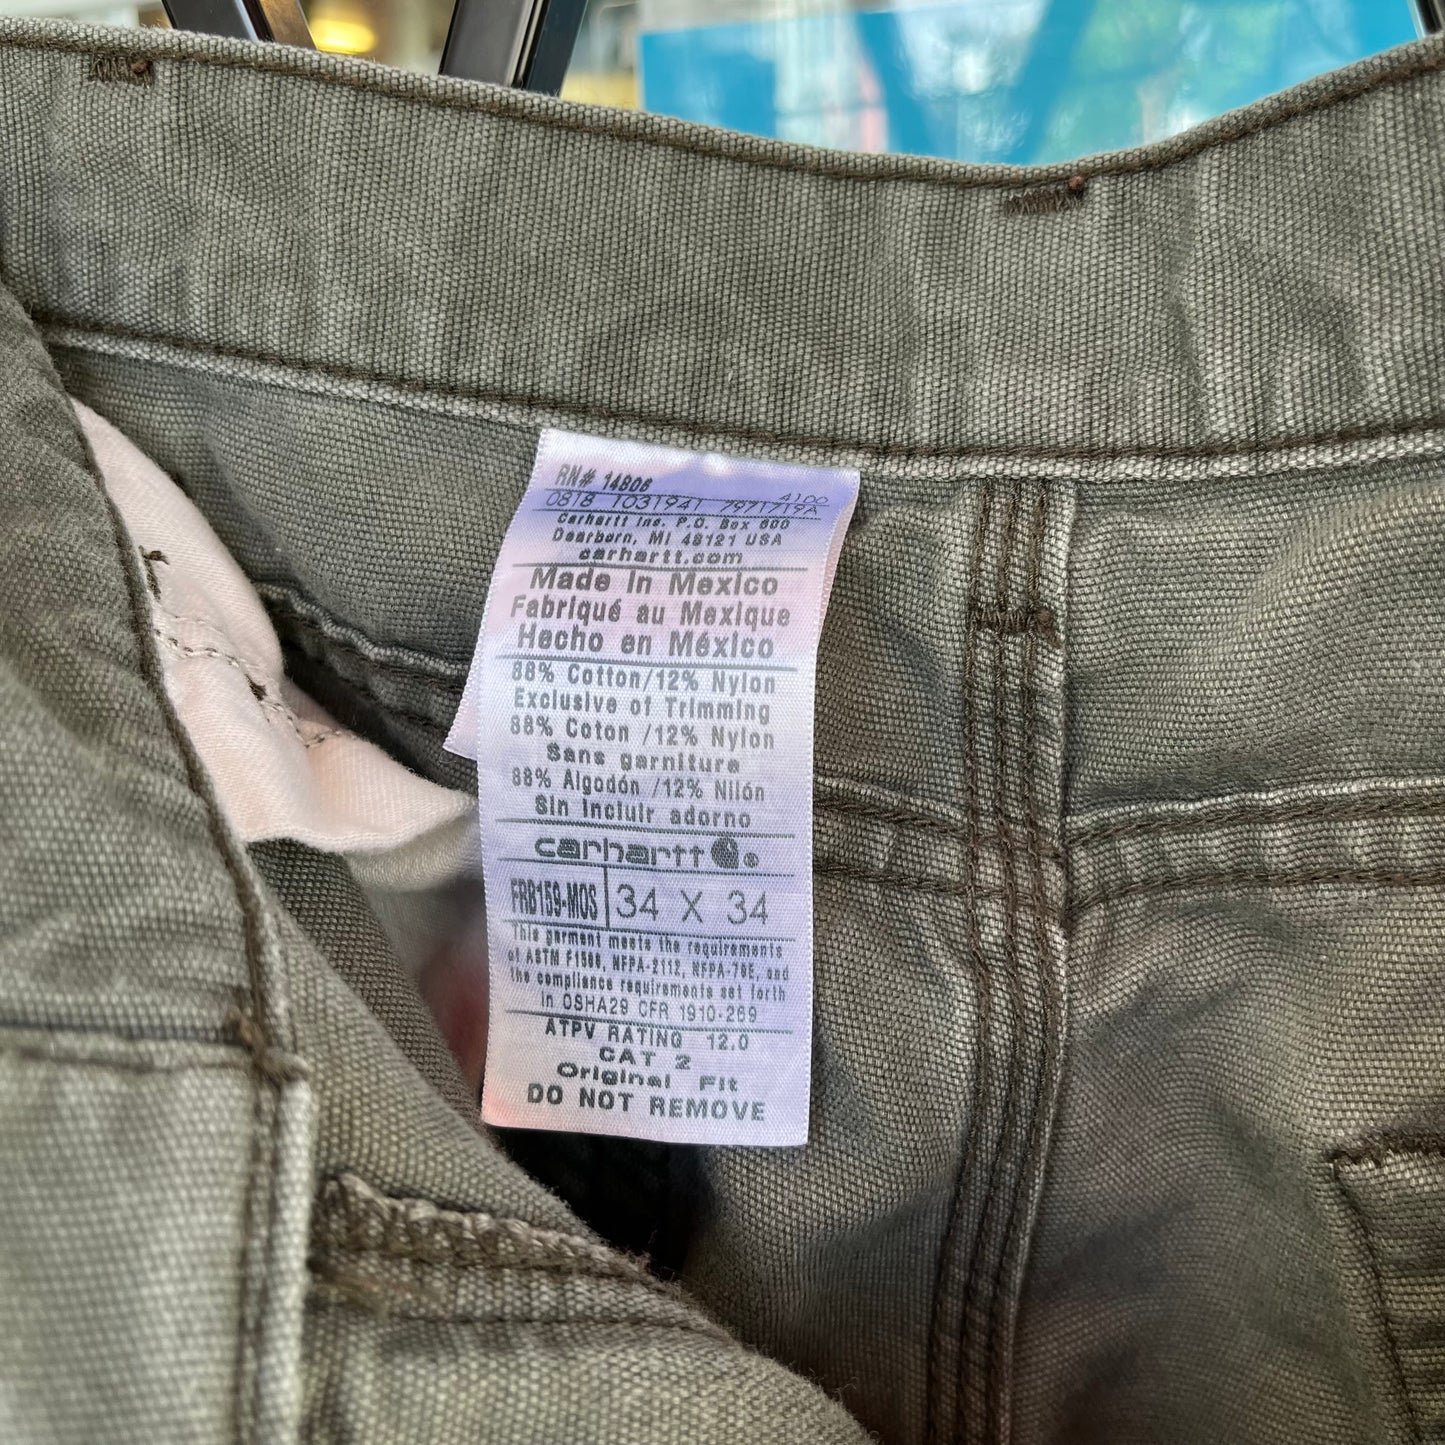 RN# 14806
4100
0818 1031941 7971719A
Carhartt Inc. P.O. Box 600
Dearborn, MI 48121 USA
carhartt.com
Made in Mexico
Fabriqué au Mexique
Hecho en México
88% Cotton/12% Nylon
Exclusive of Trimming
88% Coton /12% Nylon
Sans garniture
88% Algodón /12% Nilón
Sin incluir adorno
carhartt ®
FRB159-MOS 34 X 34
This garment meets the requirements
of ASTM F1506, NFPA-2112, NFPA-70E, and
the compliance requirements set forth
in OSHA29 CFR 1910-269
ATPV RATING 12.0
CAT 2
Original Fit
DO NOT REMOVE